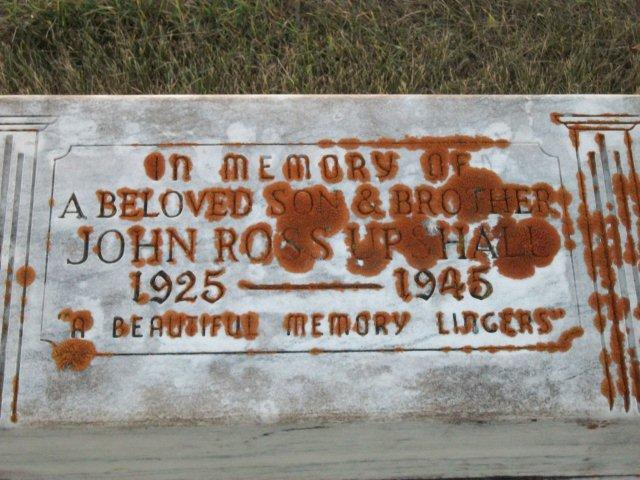 IN MEMORY OF
A BELOVED SON & BROTHER
JOHN ROSS UPSHALL
1925 — 1945
"A BEAUTIFUL MEMORY LINGERS"